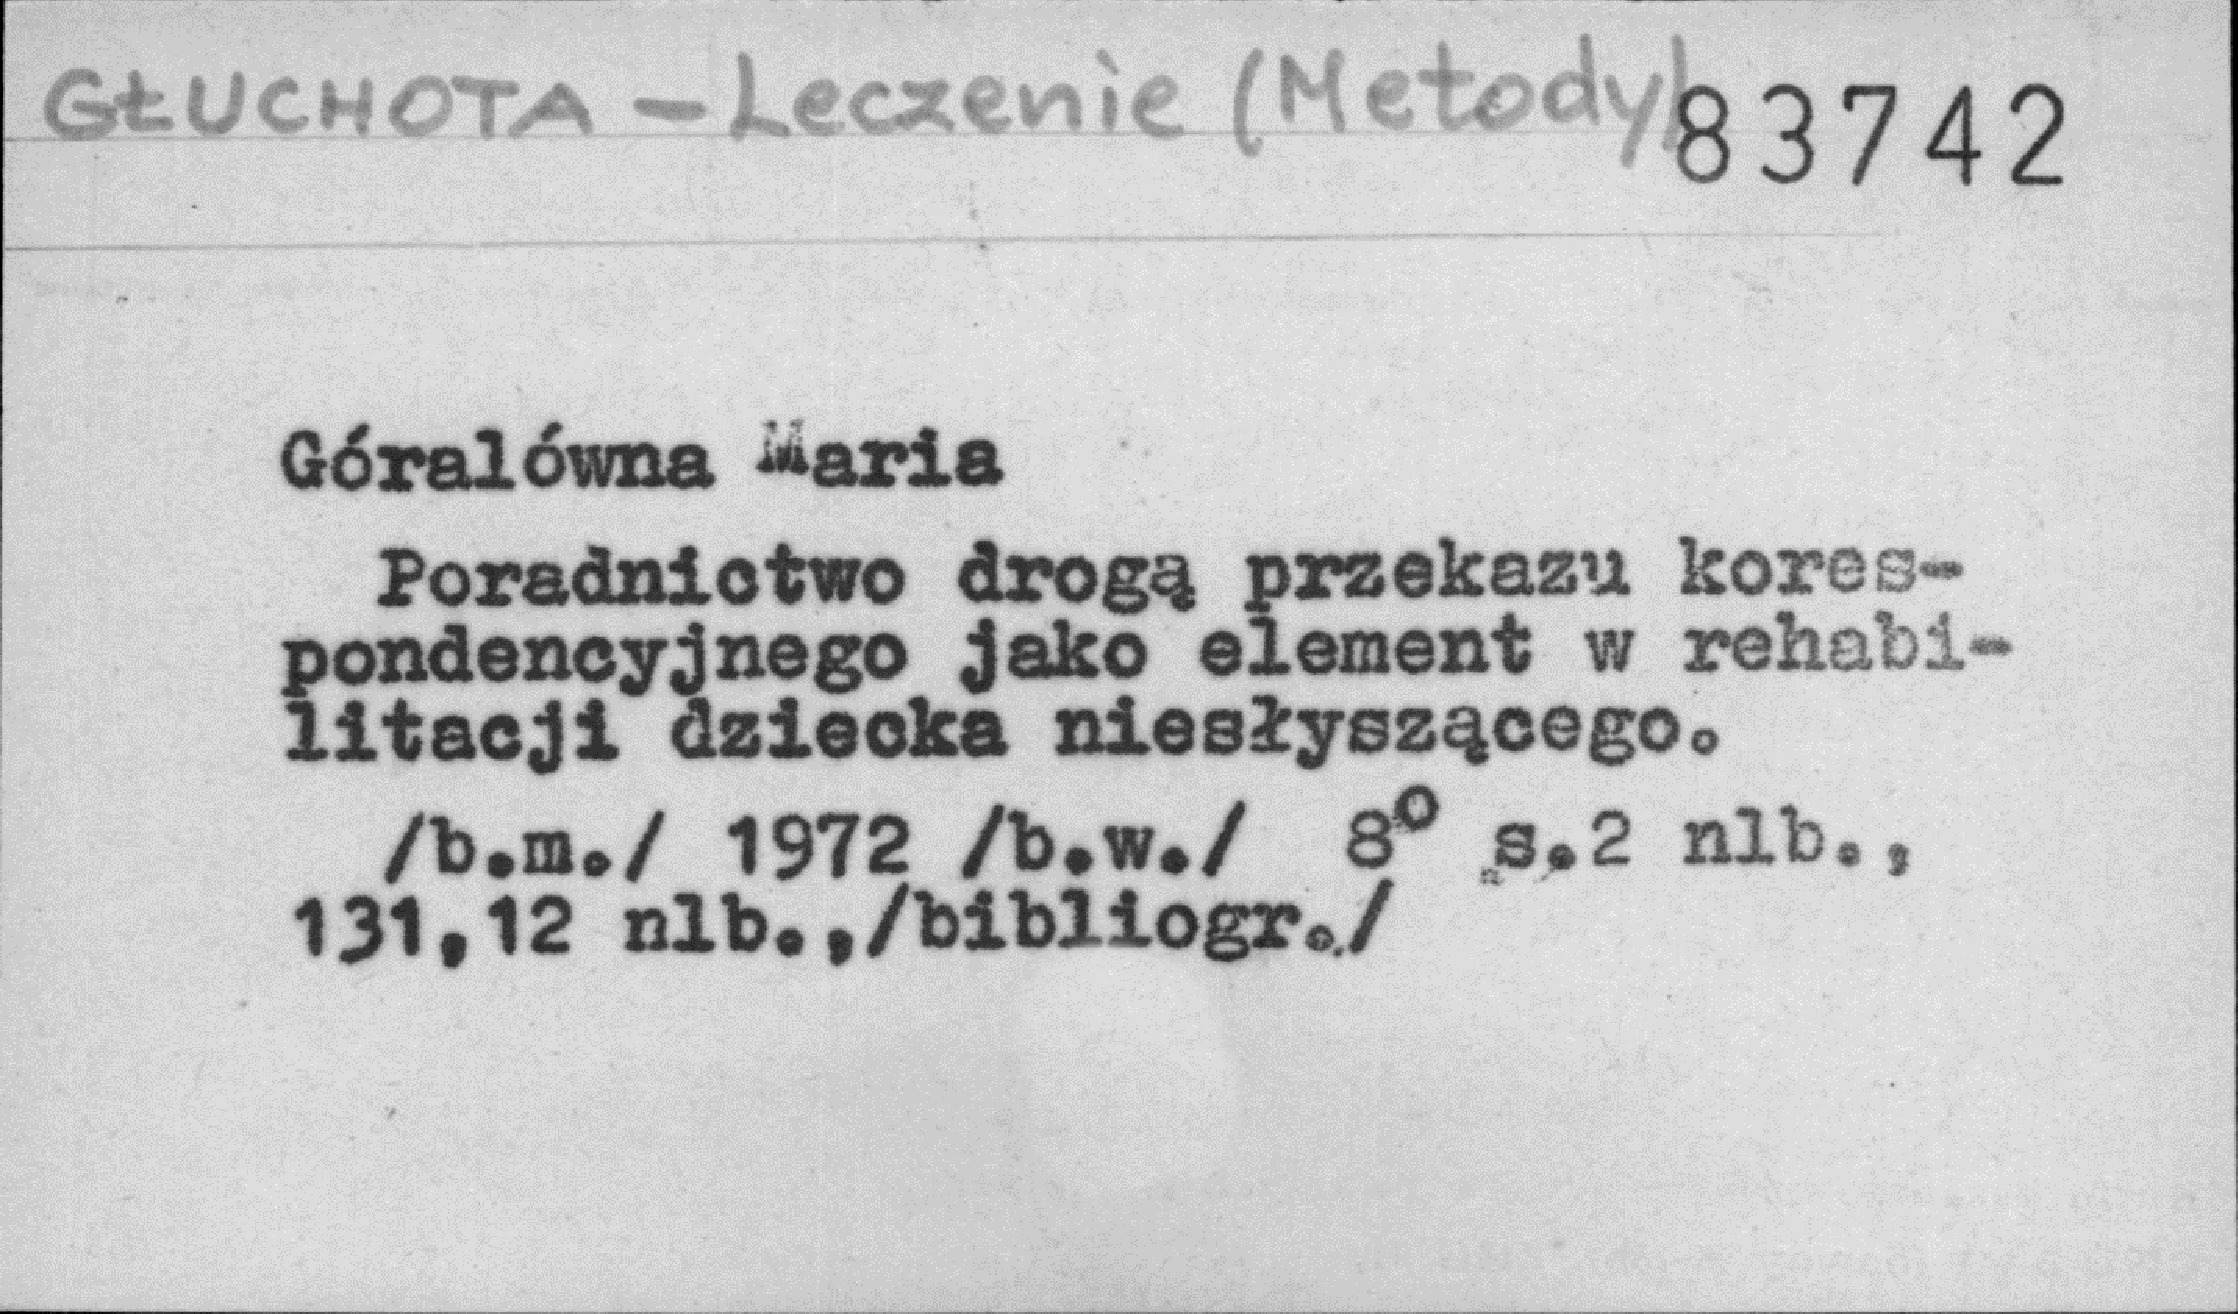 GŁUCHOTA – Leczenie (Metody) 83742
Góralówna Maria
Poradnictwo drogą przekazu kores-
pondencyjnego jako element w rehabi-
litacji dziecka niesłyszącego.
/b.m./ 1972 /b.w./ 8º s.2 nlb.,
131,12 nlb.,/bibliogr./